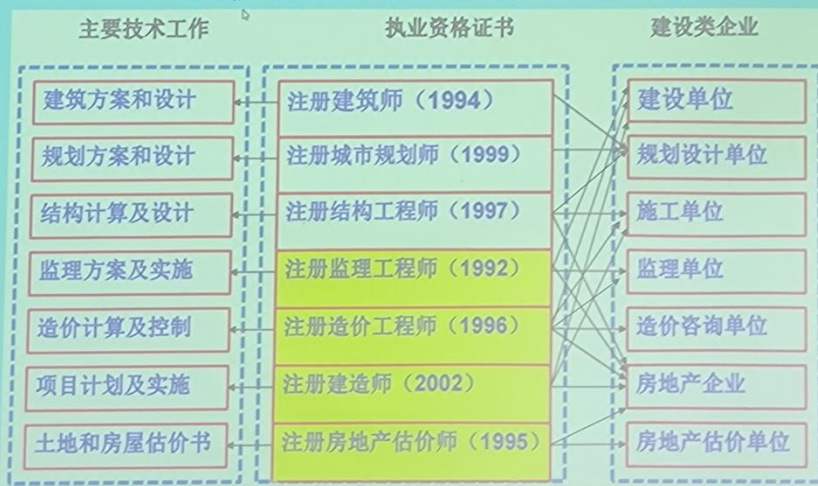 主要技术工作 执业资格证书 建设类企业
建筑方案和设计 注册建筑师（1994） 建设单位
规划方案和设计 注册城市规划师（1999） 规划设计单位
结构计算及设计 注册结构工程师（1997） 施工单位
监理方案及实施 注册监理工程师（1992） 监理单位
造价计算及控制 注册造价工程师（1996） 造价咨询单位
项目计划及实施 注册建造师（2002） 房地产企业
土地和房屋估价书 注册房地产估价师（1995） 房地产估价单位